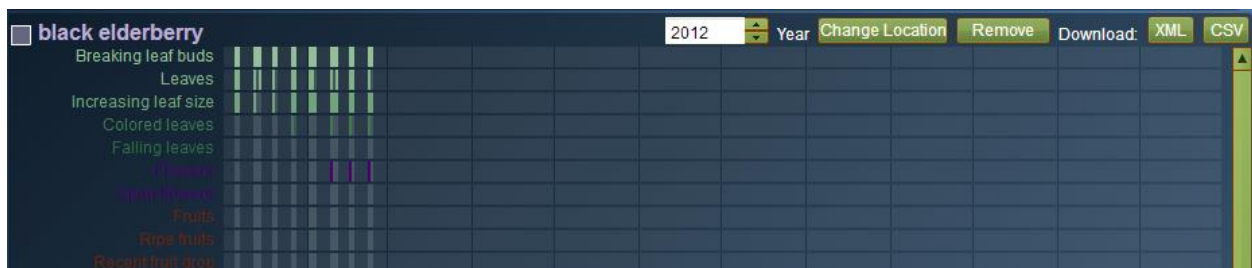 black elderberry
2012 Year Change Location Remove Download: XML CSV
Breaking leaf buds
Leaves
Increasing leaf size
Colored leaves
Falling leaves
Flowers
Open flowers
Fruits
Ripe fruits
Recent fruit drop